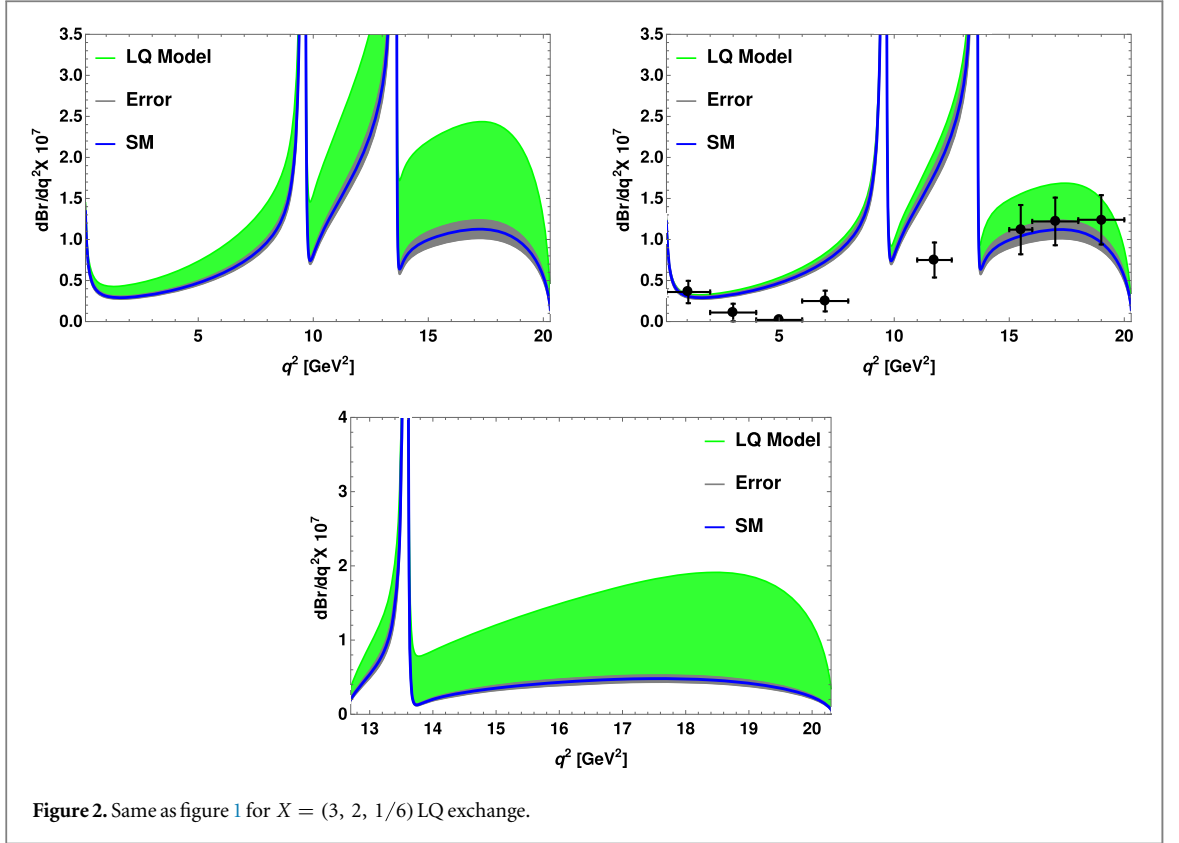 3.5
3.0
2.5
2.0
1.5
1.0
0.5
0.0
dBr/dq²X 10⁷
LQ Model
Error
SM
5 10 15 20
q² [GeV²]
3.5
3.0
2.5
2.0
1.5
1.0
0.5
0.0
dBr/dq²X 10⁷
LQ Model
Error
SM
5 10 15 20
q² [GeV²]
4
3
2
1
0
dBr/dq²X 10⁷
LQ Model
Error
SM
13 14 15 16 17 18 19 20
q² [GeV²]
Figure 2. Same as figure 1 for X = (3, 2, 1/6) LQ exchange.